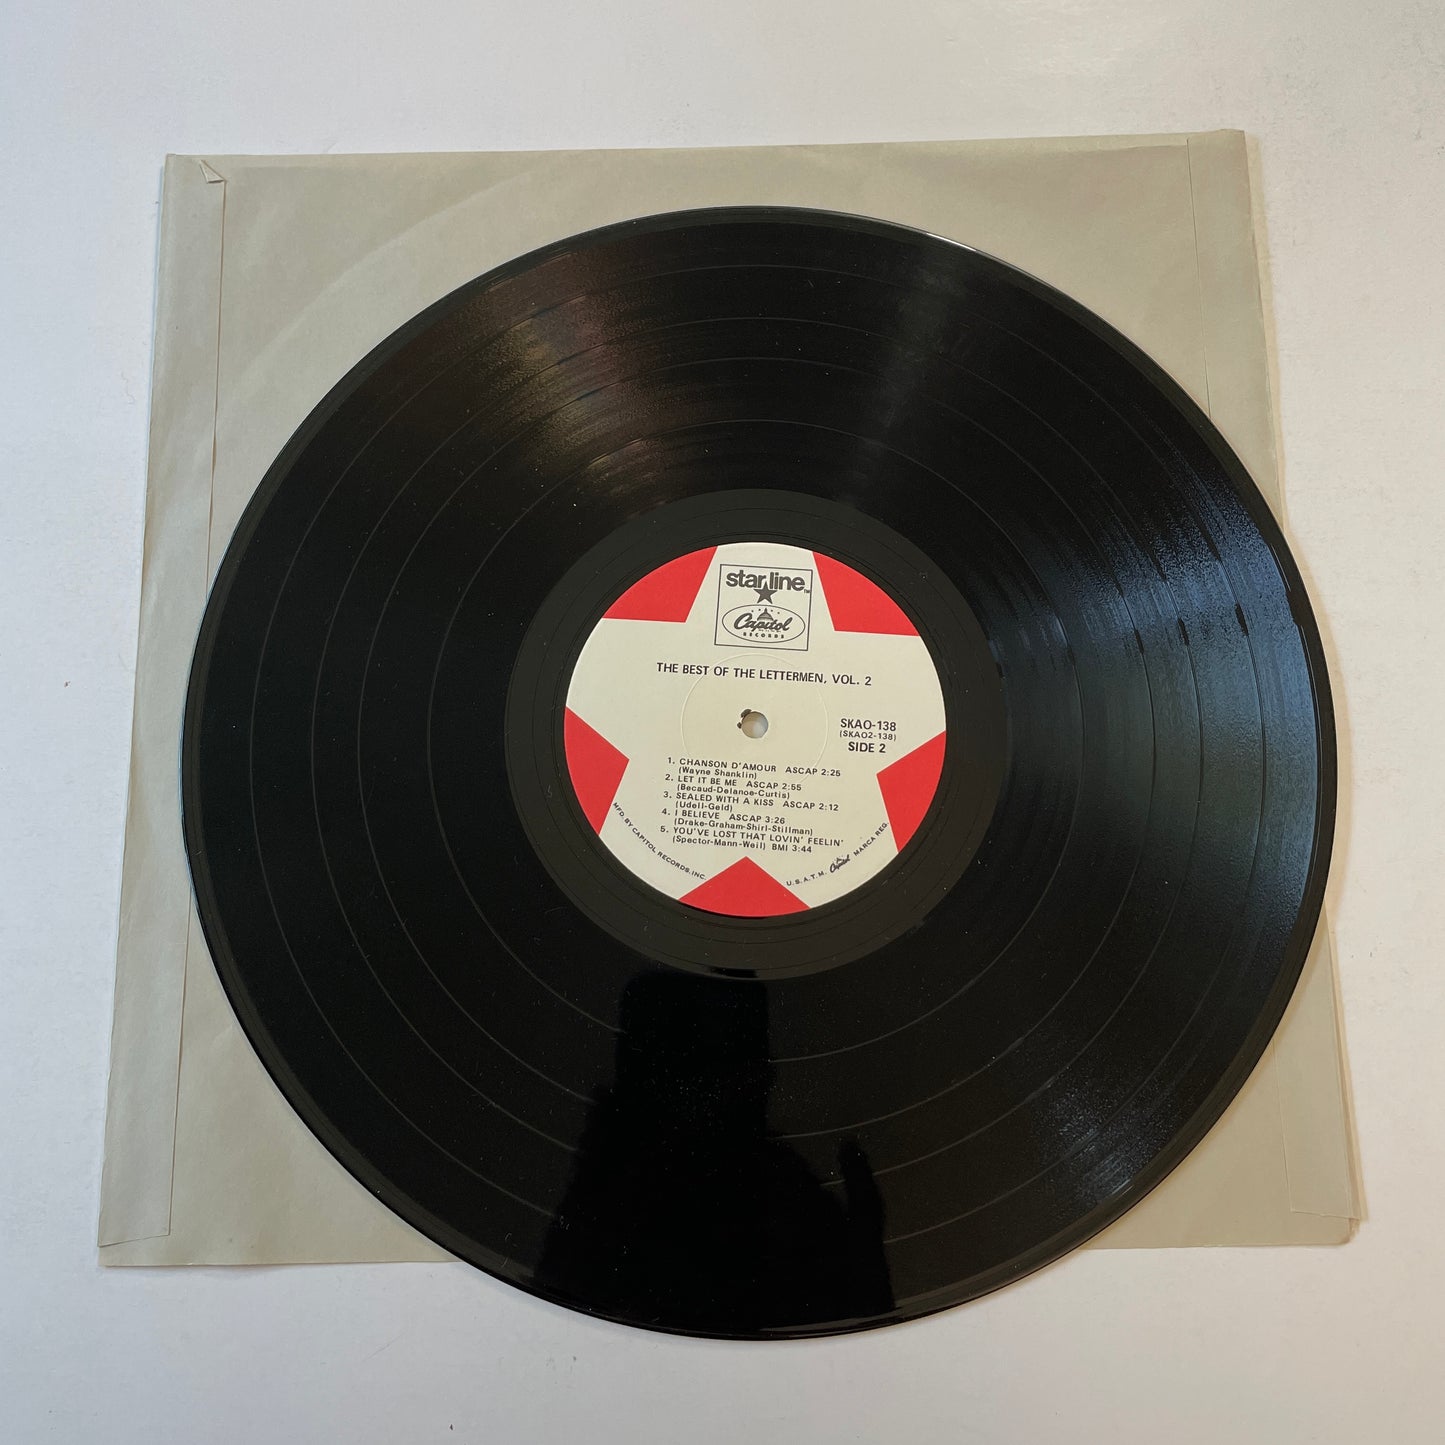 starline TM
Capitol
RECORDS
THE BEST OF THE LETTERMEN, VOL. 2
SKAO-138
(SKAO2-138)
SIDE 2
1. CHANSON D'AMOUR ASCAP 2:25
(Wayne Shanklin)
2. LET IT BE ME ASCAP 2:55
(Becaud-Delanoe-Curtis)
3. SEALED WITH A KISS ASCAP 2:12
(Udell-Geld)
4. I BELIEVE ASCAP 3:26
(Drake-Graham-Shirl-Stillman)
5. YOU'VE LOST THAT LOVIN' FEELIN'
(Spector-Mann-Weil) BMI 3:44
MFD. BY CAPITOL RECORDS, INC.
U.S.A. T.M. Capitol MARCA REG.